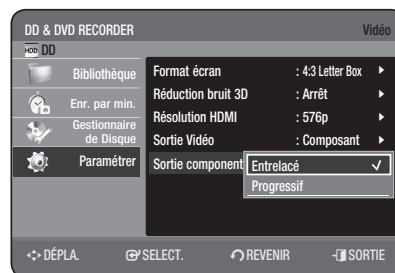 DD & DVD RECORDER Vidéo
HDD DD
Bibliothèque
Enr. par min.
Gestionnaire
de Disque
Paramétrer
Format écran : 4:3 Letter Box
Réduction bruit 3D : Arrêt
Résolution HDMI : 576p
Sortie Vidéo : Composant
Sortie component
Entrelacé
Progressif
DÉPLA. SELECT. REVENIR SORTIE